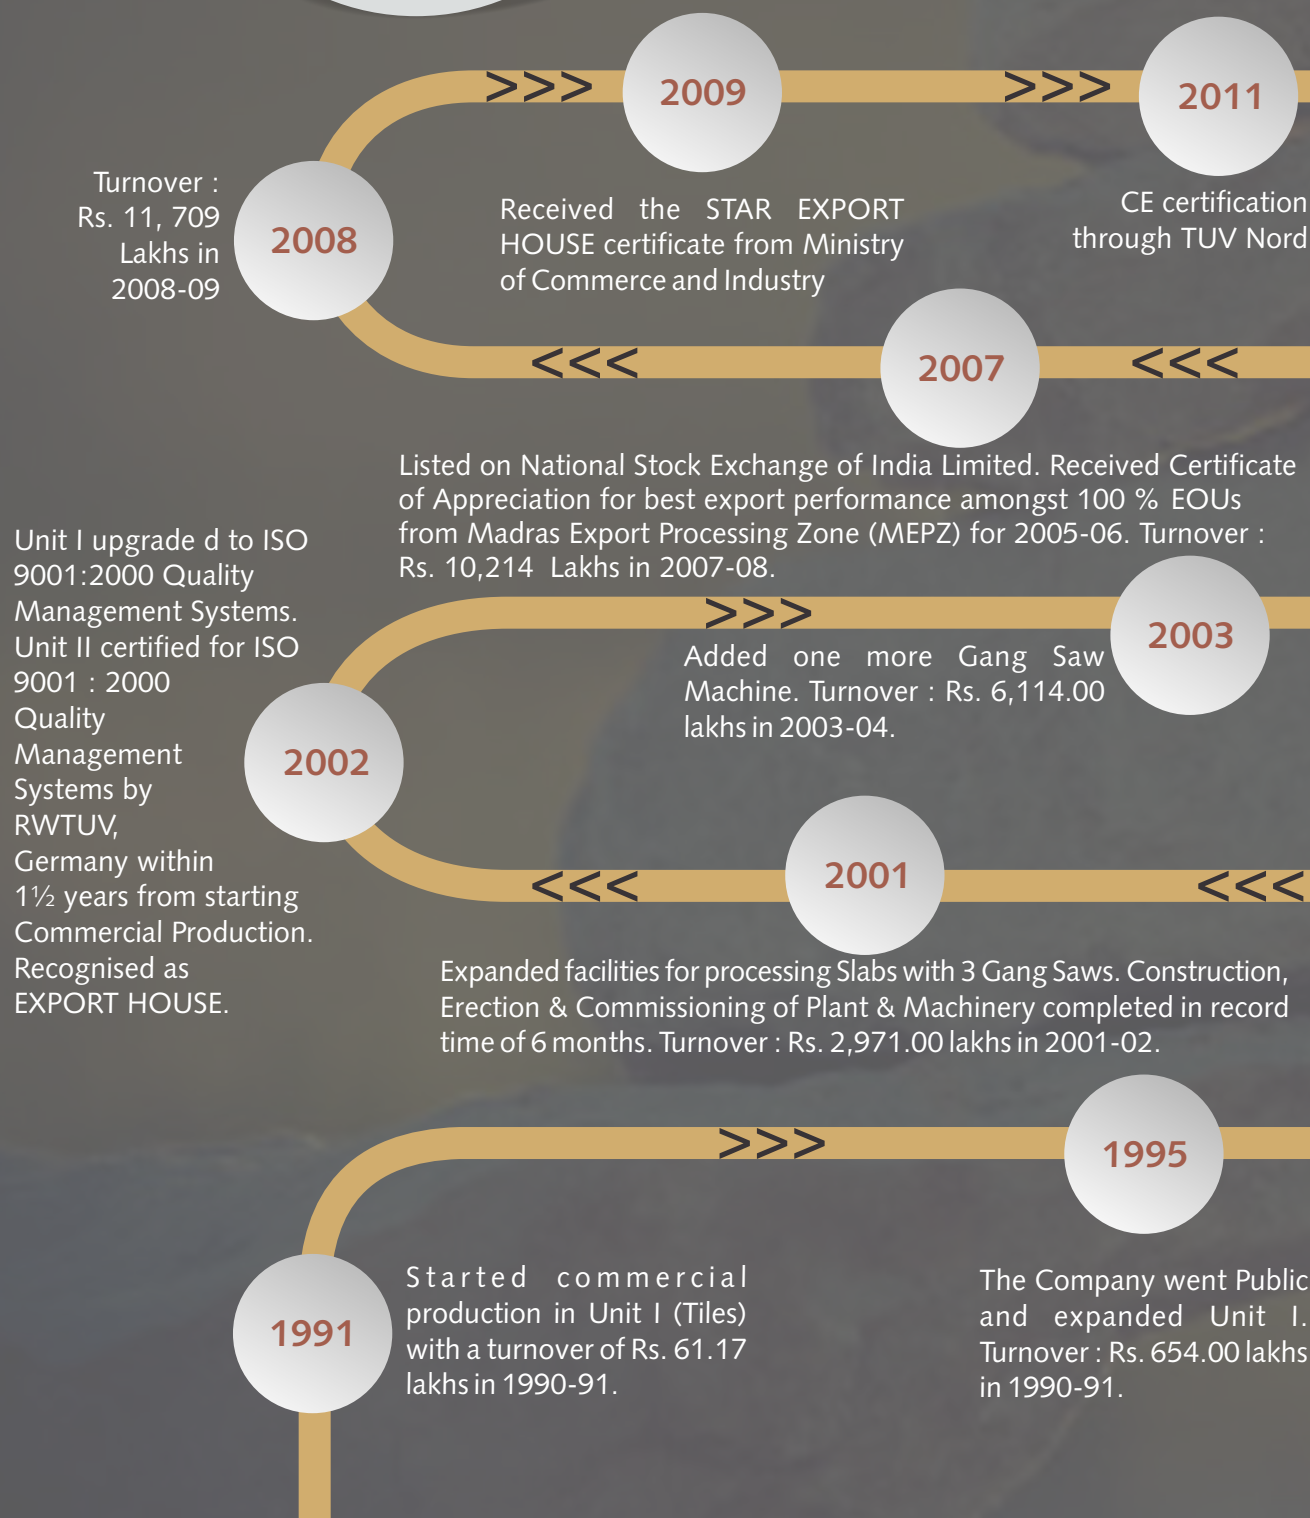 >>>
2009
>>>
2011
Turnover :
Rs. 11, 709
Lakhs in
2008-09
2008
Received the STAR EXPORT
HOUSE certificate from Ministry
of Commerce and Industry
CE certification
through TUV Nord
<<<
2007
<<<
Listed on National Stock Exchange of India Limited. Received Certificate
of Appreciation for best export performance amongst 100 % EOUs
from Madras Export Processing Zone (MEPZ) for 2005-06. Turnover :
Rs. 10,214 Lakhs in 2007-08.
Unit I upgrade d to ISO
9001:2000 Quality
Management Systems.
Unit II certified for ISO
9001 : 2000
Quality
Management
Systems by
RWTUV,
Germany within
1½ years from starting
Commercial Production.
Recognised as
EXPORT HOUSE.
2002
>>>
2003
Added one more Gang Saw
Machine. Turnover : Rs. 6,114.00
lakhs in 2003-04.
<<<
2001
<<<
Expanded facilities for processing Slabs with 3 Gang Saws. Construction,
Erection & Commissioning of Plant & Machinery completed in record
time of 6 months. Turnover : Rs. 2,971.00 lakhs in 2001-02.
>>>
1995
1991
Started commercial
production in Unit I (Tiles)
with a turnover of Rs. 61.17
lakhs in 1990-91.
The Company went Public
and expanded Unit I.
Turnover : Rs. 654.00 lakhs
in 1990-91.